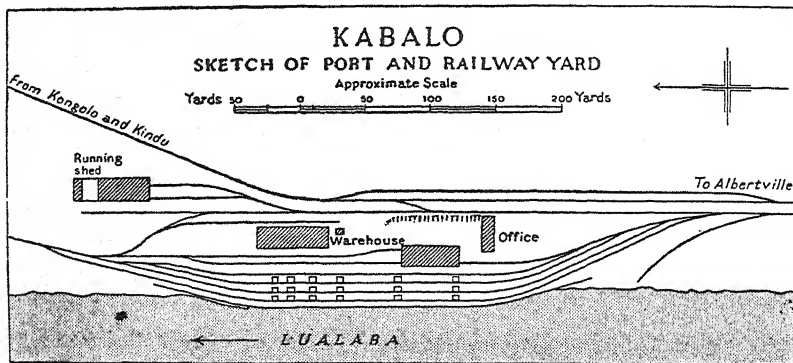 KABALO
SKETCH OF PORT AND RAILWAY YARD
Approximate Scale
Yards 50 0 50 100 150 200 Yards
From Kongolo and Kindu
Running
shed
To Albertville
Warehouse
Office
LUALABA